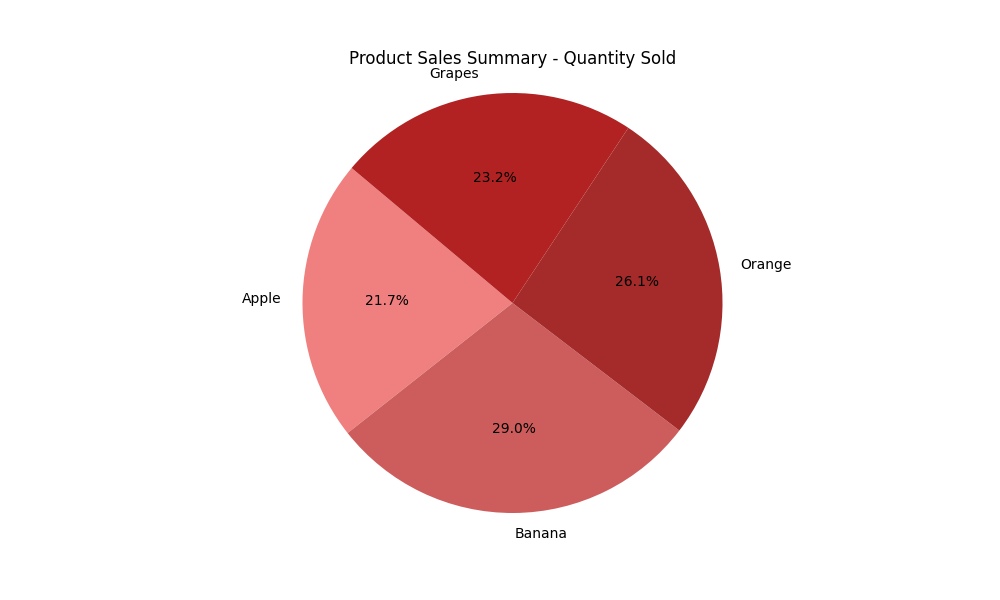 Product Sales Summary - Quantity Sold
Grapes
23.2%
Orange
26.1%
Apple
21.7%
29.0%
Banana